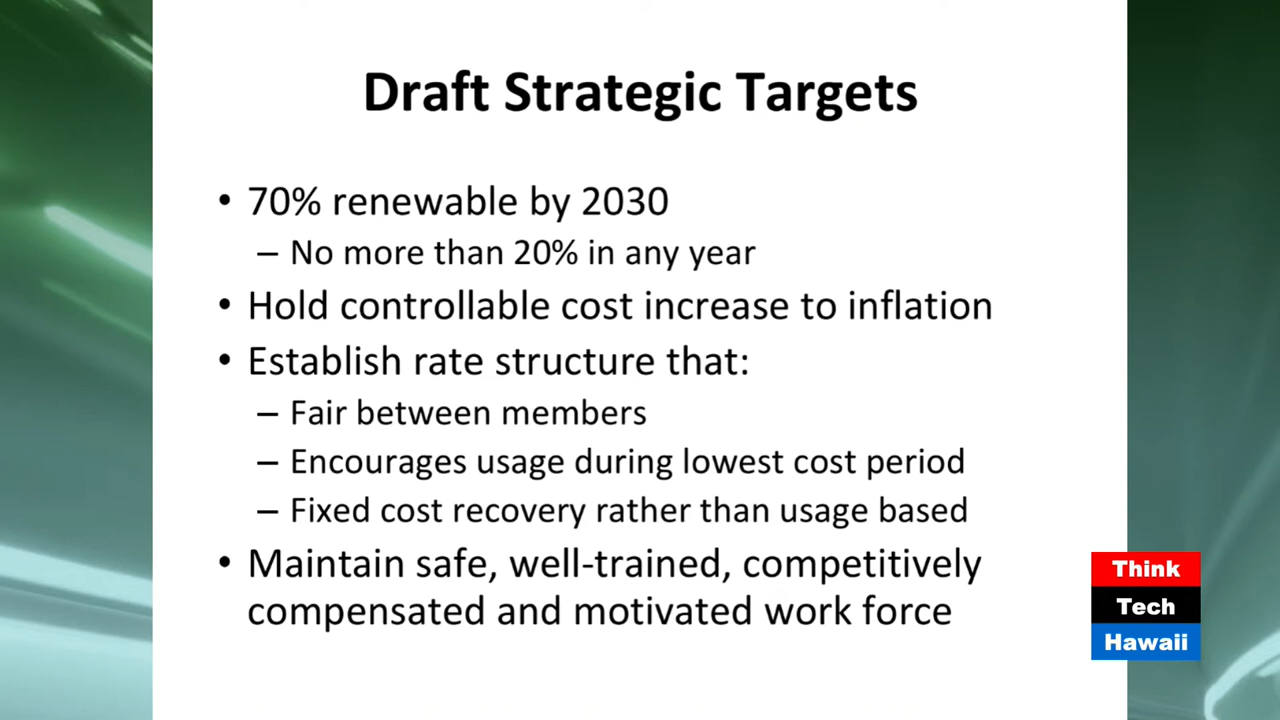 Draft Strategic Targets
• 70% renewable by 2030
– No more than 20% in any year
• Hold controllable cost increase to inflation
• Establish rate structure that:
– Fair between members
– Encourages usage during lowest cost period
– Fixed cost recovery rather than usage based
• Maintain safe, well-trained, competitively
compensated and motivated work force
Think
Tech
Hawaii